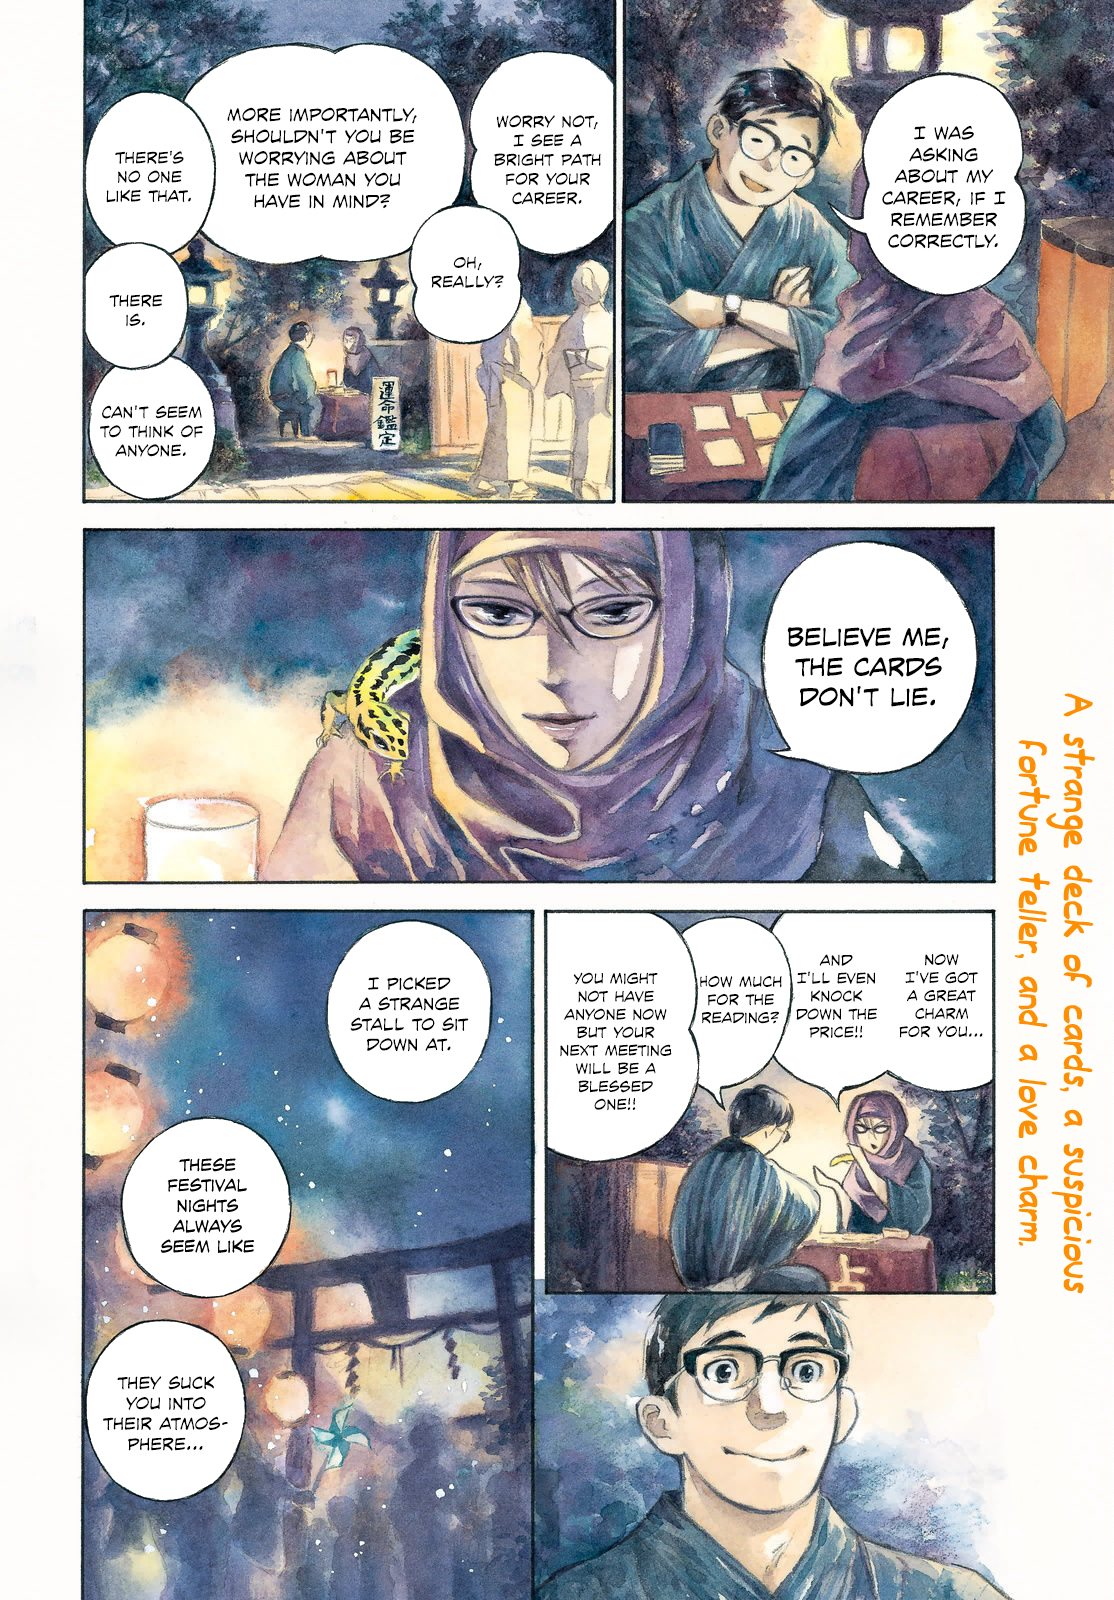 I WAS
ASKING
ABOUT MY
CAREER, IF I
REMEMBER
CORRECTLY.
WORRY NOT,
I SEE A
BRIGHT PATH
FOR YOUR
CAREER.
OH,
REALLY?
MORE IMPORTANTLY,
SHOULDN'T YOU BE
WORRYING ABOUT
THE WOMAN YOU
HAVE IN MIND?
THERE'S
NO ONE
LIKE THAT.
THERE
IS.
CAN'T SEEM
TO THINK OF
ANYONE.
運命鑑定
BELIEVE ME,
THE CARDS
DON'T LIE.
A strange deck of cards, a suspicious
fortune teller, and a love charm.
NOW
I'VE GOT
A GREAT
CHARM
FOR YOU...
AND
I'LL EVEN
KNOCK
DOWN THE
PRICE!!
HOW MUCH
FOR THE
READING?
YOU MIGHT
NOT HAVE
ANYONE NOW
BUT YOUR
NEXT MEETING
WILL BE A
BLESSED
ONE!!
占
I PICKED
A STRANGE
STALL TO SIT
DOWN AT.
THESE
FESTIVAL
NIGHTS
ALWAYS
SEEM LIKE
THEY SUCK
YOU INTO
THEIR ATMOS-
PHERE...